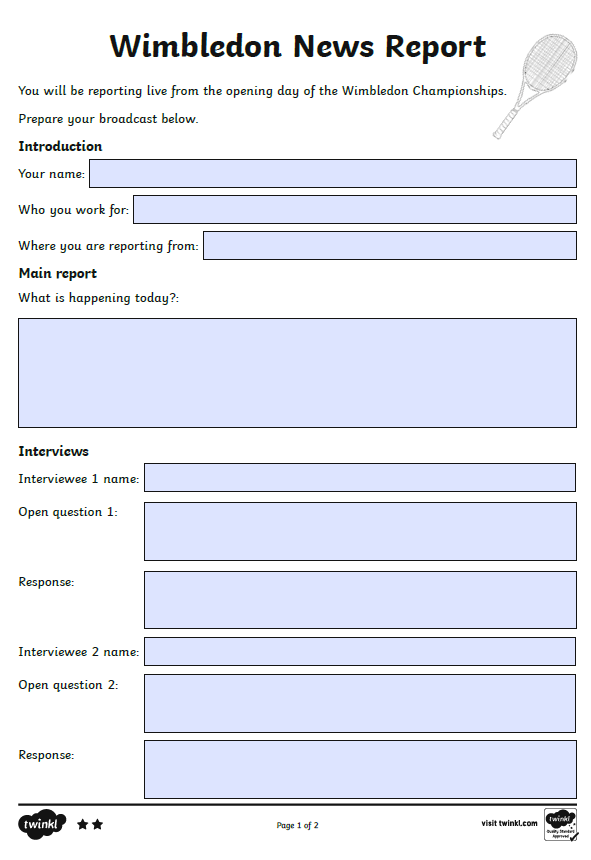 Wimbledon News Report
You will be reporting live from the opening day of the Wimbledon Championships.
Prepare your broadcast below.
Introduction
Your name:
Who you work for:
Where you are reporting from:
Main report
What is happening today?:
Interviews
Interviewee 1 name:
Open question 1:
Response:
Interviewee 2 name:
Open question 2:
Response:
twinkl
Page 1 of 2
visit twinkl.com
twinkl
Quality Standard
Approved